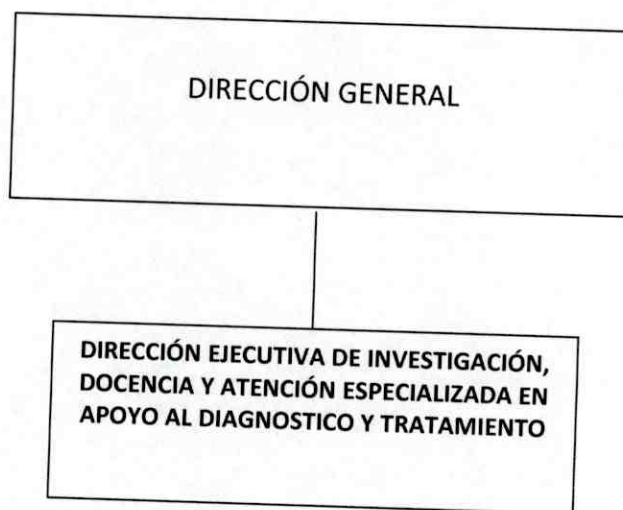 DIRECCIÓN GENERAL
DIRECCIÓN EJECUTIVA DE INVESTIGACIÓN,
DOCENCIA Y ATENCIÓN ESPECIALIZADA EN
APOYO AL DIAGNOSTICO Y TRATAMIENTO